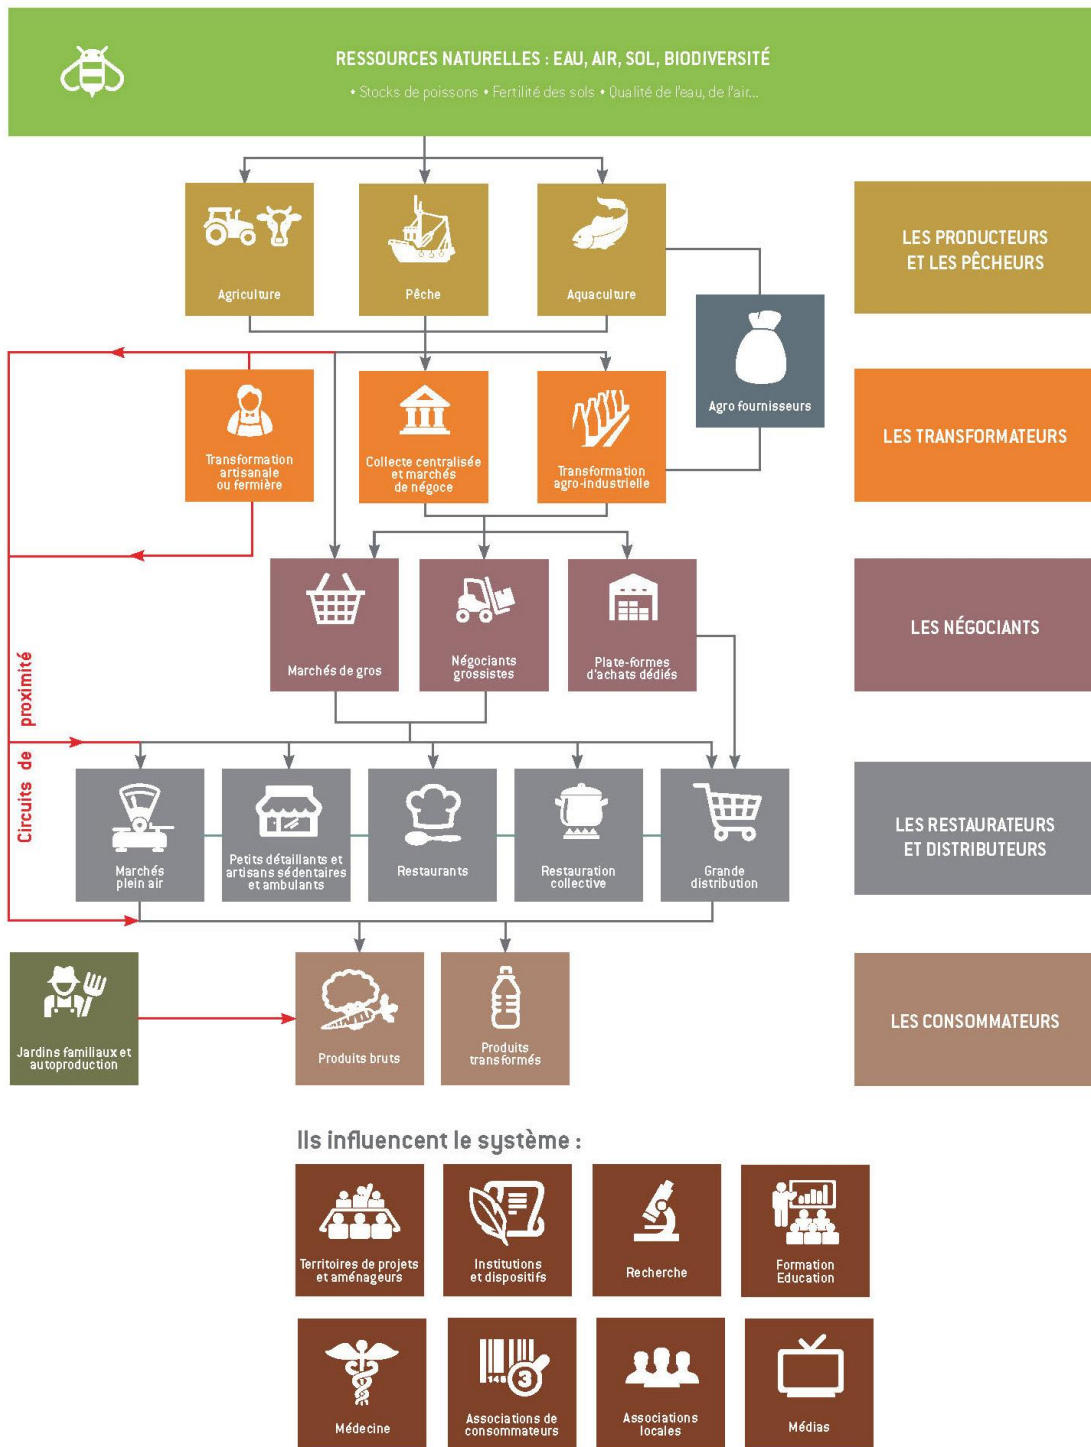 RESSOURCES NATURELLES : EAU, AIR, SOL, BIODIVERSITÉ
• Stocks de poissons • Fertilité des sols • Qualité de l'eau, de l'air...
Agriculture
Pêche
Aquaculture
LES PRODUCTEURS
ET LES PÊCHEURS
Agro fournisseurs
Transformation
artisanale
ou fermière
Collecte centralisée
et marchés
de négoce
Transformation
agro-industrielle
LES TRANSFORMATEURS
Marchés de gros
Négociants
grossistes
Plate-formes
d'achats dédiés
LES NÉGOCIANTS
Circuits de proximité
Marchés
plein air
Petits détaillants et
artisans sédentaires
et ambulants
Restaurants
Restauration
collective
Grande
distribution
LES RESTAURATEURS
ET DISTRIBUTEURS
Jardins familiaux et
autoproduction
Produits bruts
Produits
transformés
LES CONSOMMATEURS
Ils influencent le système :
Territoires de projets
et aménageurs
Institutions
et dispositifs
Recherche
Formation
Education
Médecine
148
3
Associations de
consommateurs
Associations
locales
Médias